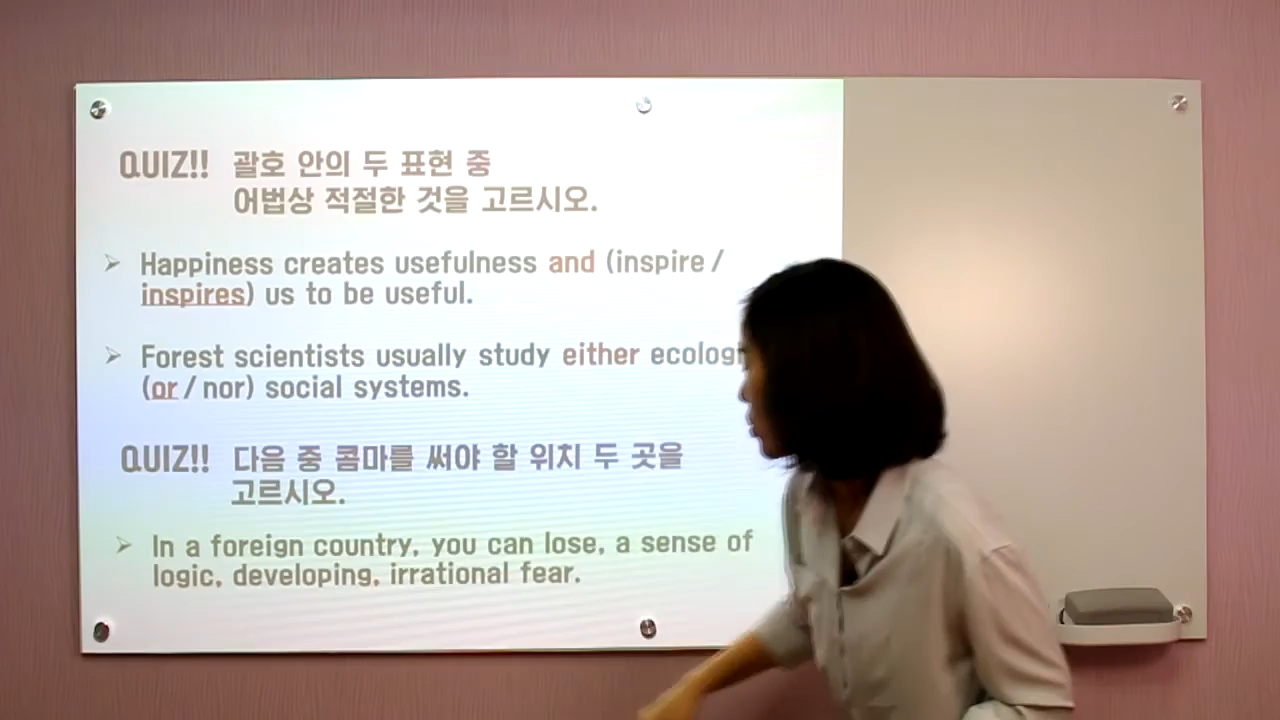 QUIZ!! 괄호 안의 두 표현 중
어법상 적절한 것을 고르시오.
➢ Happiness creates usefulness and (inspire /
inspires) us to be useful.
➢ Forest scientists usually study either
(or / nor) social systems.
QUIZ!! 다음 중 콤마를 써야 할 위치 두 곳을
고르시오.
➢ In a foreign country, you can lose, a sense of
logic, developing, irrational fear.